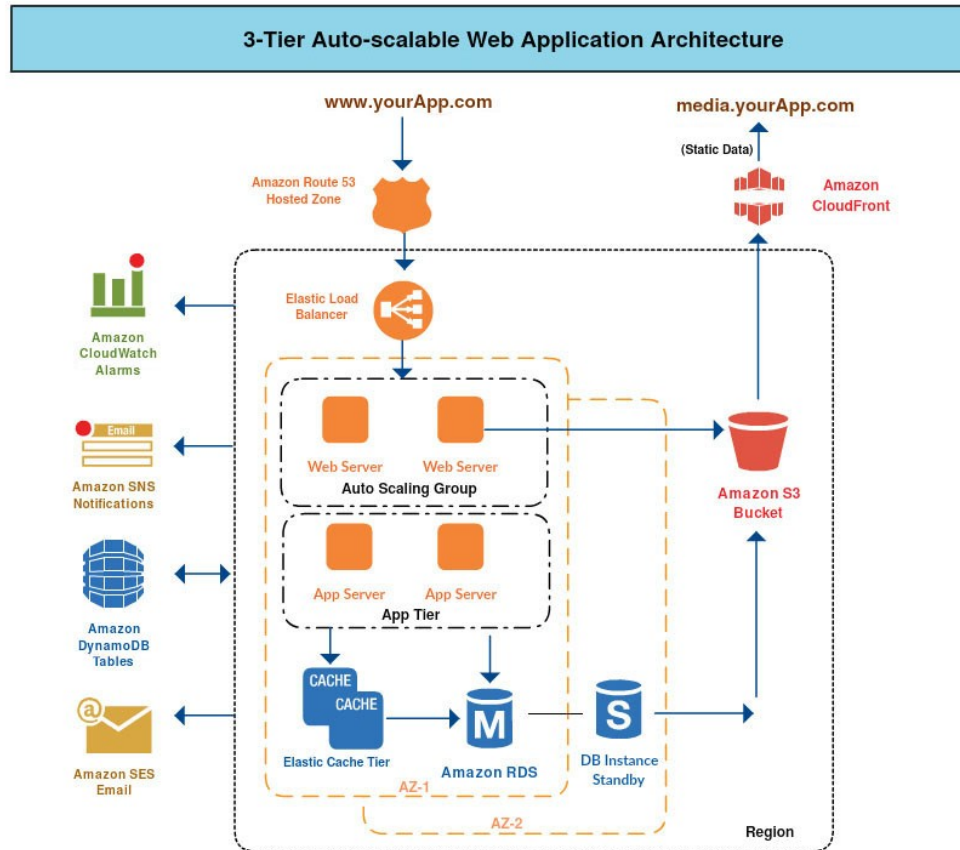 3-Tier Auto-scalable Web Application Architecture
www.yourApp.com
media.yourApp.com
(Static Data)
Amazon Route 53
Hosted Zone
Amazon
CloudFront
Elastic Load
Balancer
Amazon
CloudWatch
Alarms
Web Server
Web Server
Auto Scaling Group
Email
Amazon SNS
Notifications
Amazon S3
Bucket
App Server
App Server
App Tier
Amazon
DynamoDB
Tables
CACHE
CACHE
Elastic Cache Tier
M
Amazon RDS
S
DB Instance
Standby
@
Amazon SES
Email
AZ-1
AZ-2
Region